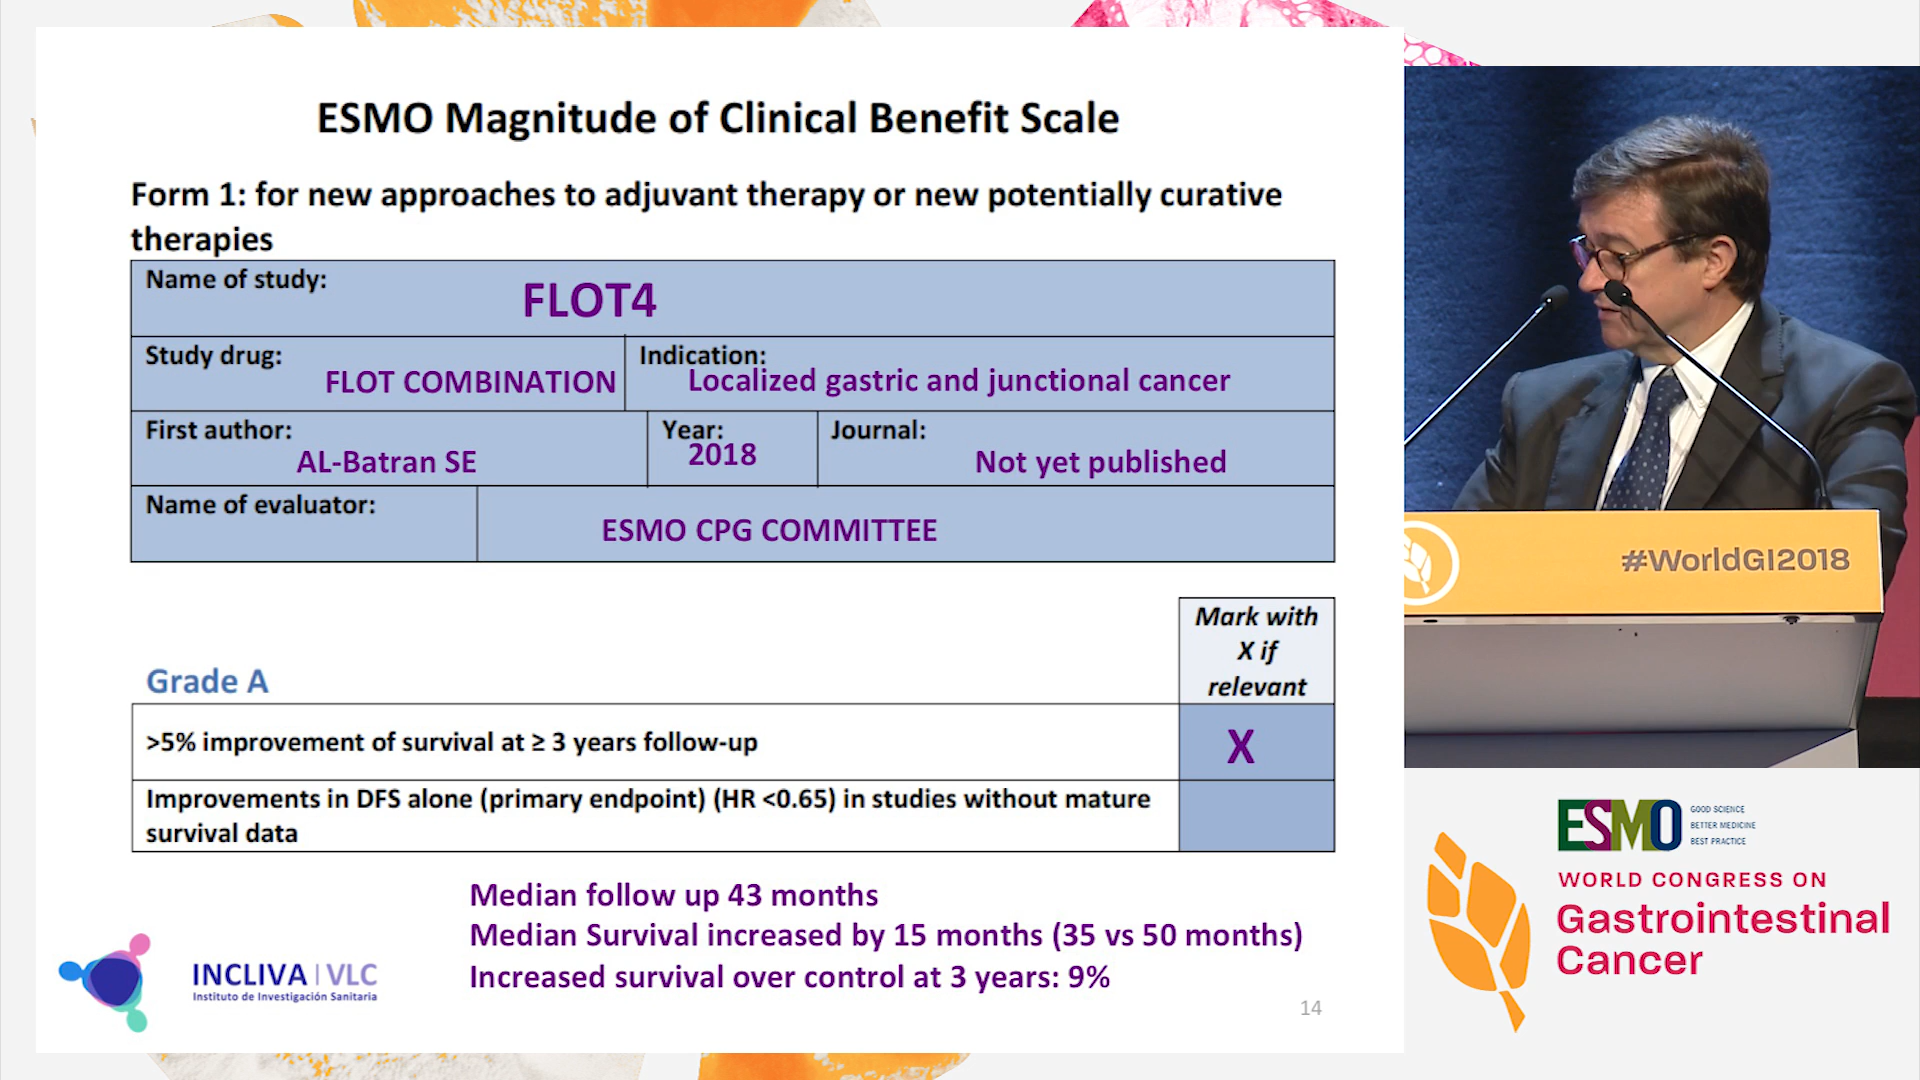 ESMO Magnitude of Clinical Benefit Scale
Form 1: for new approaches to adjuvant therapy or new potentially curative
therapies
Name of study:
FLOT4
Study drug:
FLOT COMBINATION
Indication:
Localized gastric and junctional cancer
First author:
AL-Batran SE
Year:
2018
Journal:
Not yet published
Name of evaluator:
ESMO CPG COMMITTEE
Mark with
X if
relevant
Grade A
>5% improvement of survival at ≥ 3 years follow-up
X
Improvements in DFS alone (primary endpoint) (HR <0.65) in studies without mature
survival data
Median follow up 43 months
Median Survival increased by 15 months (35 vs 50 months)
Increased survival over control at 3 years: 9%
INCLIVA | VLC
Instituto de Investigación Sanitaria
14
#WorldGI2018
ESMO
GOOD SCIENCE
BETTER MEDICINE
BEST PRACTICE
WORLD CONGRESS ON
Gastrointestinal
Cancer